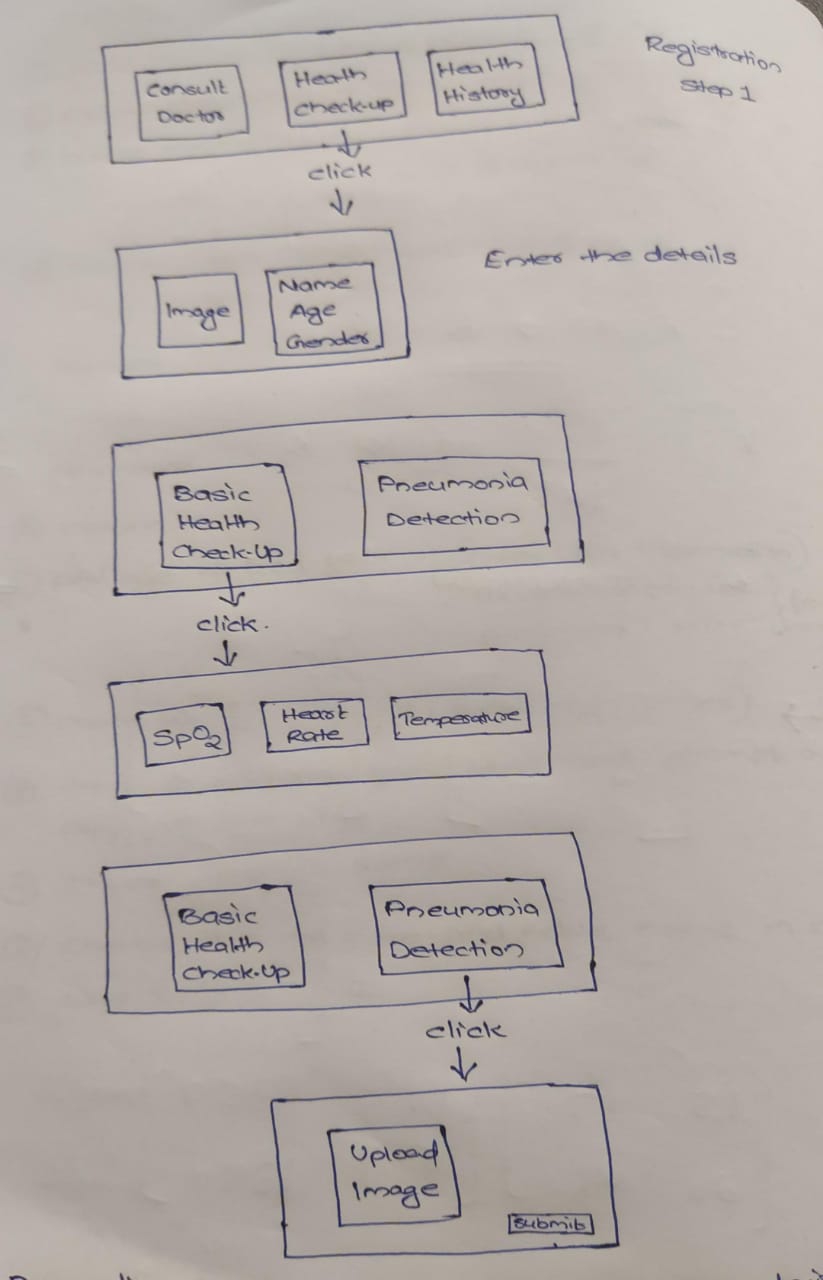 Registration
Step 1
Consult
Doctor
Health
Check-up
Health
History
click
Enter the details
Image
Name
Age
Gender
Basic
Health
Check-Up
Pneumonia
Detection
click.
SpO2
Heart
Rate
Temperature
Basic
Health
Check-Up
Pneumonia
Detection
click
Upload
Image
Submit